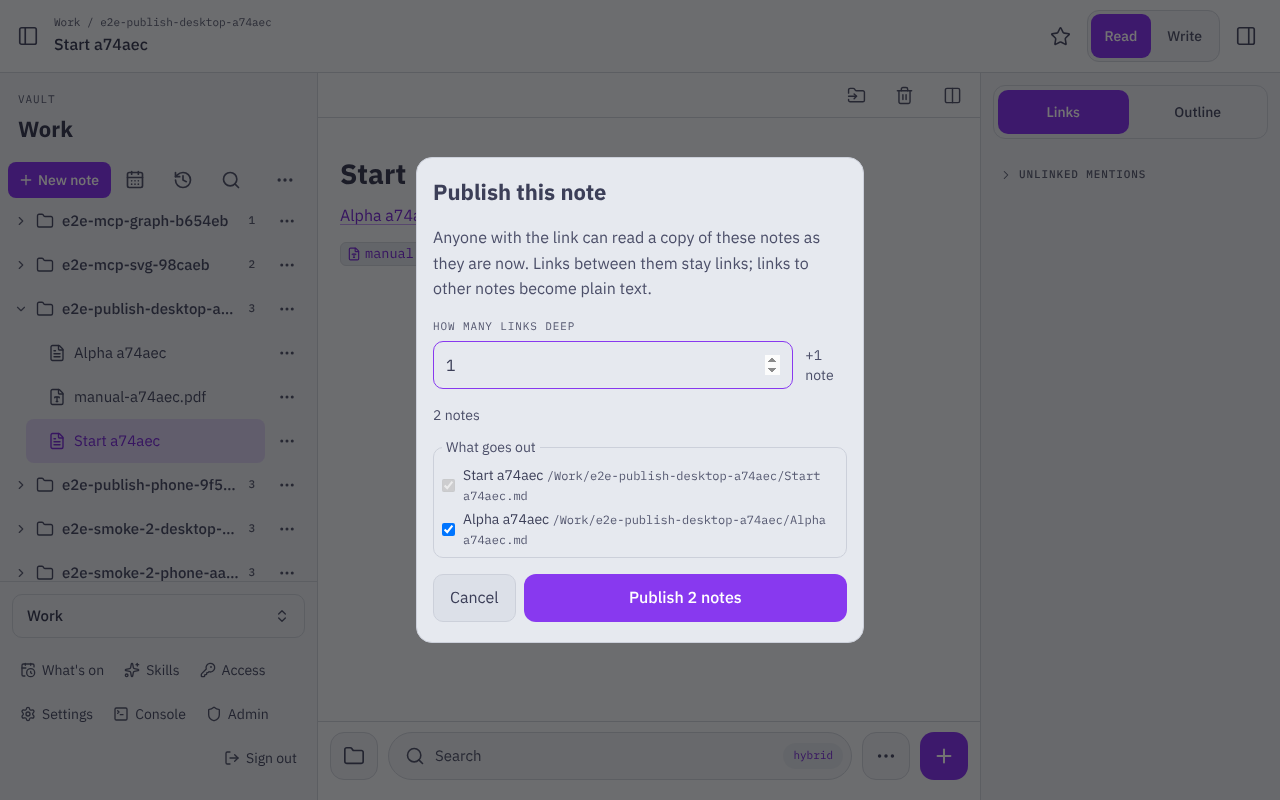 Work / e2e-publish-desktop-a74aec
Start a74aec
Read
Write
VAULT
Work
New note
e2e-mcp-graph-b654eb 1
e2e-mcp-svg-98caeb 2
e2e-publish-desktop-a... 3
Alpha a74aec
manual-a74aec.pdf
Start a74aec
e2e-publish-phone-9f5... 3
e2e-smoke-2-desktop-... 3
e2e-smoke-2-phone-aa... 3
Work
What's on
Skills
Access
Settings
Console
Admin
Sign out
Start
Alpha a74a
manual
Publish this note
Anyone with the link can read a copy of these notes as
they are now. Links between them stay links; links to
other notes become plain text.
HOW MANY LINKS DEEP
1
+1
note
2 notes
What goes out
Start a74aec /Work/e2e-publish-desktop-a74aec/Start
a74aec.md
Alpha a74aec /Work/e2e-publish-desktop-a74aec/Alpha
a74aec.md
Cancel
Publish 2 notes
Search
hybrid
Links
Outline
UNLINKED MENTIONS